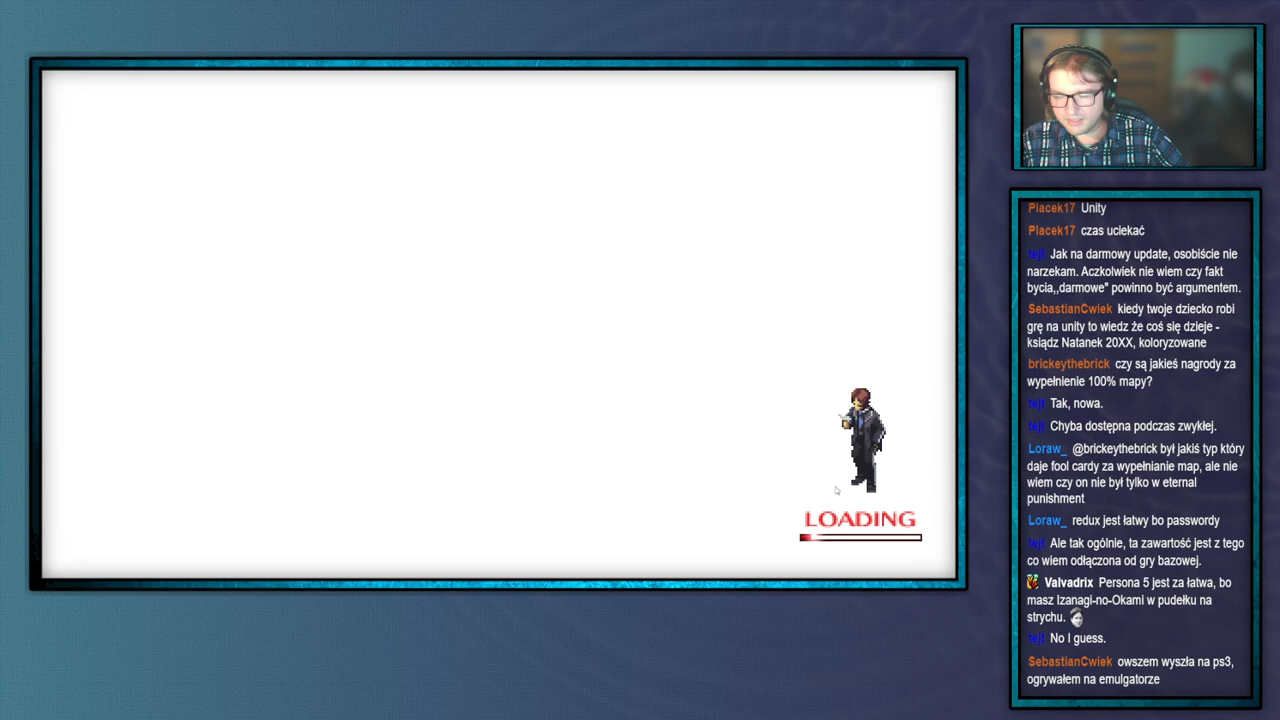 LOADING
Placek17 Unity
Placek17 czas uciekać
tejt Jak na darmowy update, osobiście nie
narzekam. Aczkolwiek nie wiem czy fakt
bycia,,darmowe" powinno być argumentem.
SebastianCwiek kiedy twoje dziecko robi
grę na unity to wiedz że coś się dzieje -
ksiądz Natanek 20XX, koloryzowane
brickeythebrick czy są jakieś nagrody za
wypełnienie 100% mapy?
tejt Tak, nowa.
tejt Chyba dostępna podczas zwykłej.
Loraw_ @brickeythebrick był jakiś typ który
daje fool cardy za wypełnianie map, ale nie
wiem czy on nie był tylko w eternal
punishment
Loraw_ redux jest łatwy bo passwordy
tejt Ale tak ogólnie, ta zawartość jest z tego
co wiem odłączona od gry bazowej.
Valvadrix Persona 5 jest za łatwa, bo
masz Izanagi-no-Okami w pudełku na
strychu.
tejt No I guess.
SebastianCwiek owszem wyszła na ps3,
ogrywałem na emulgatorze